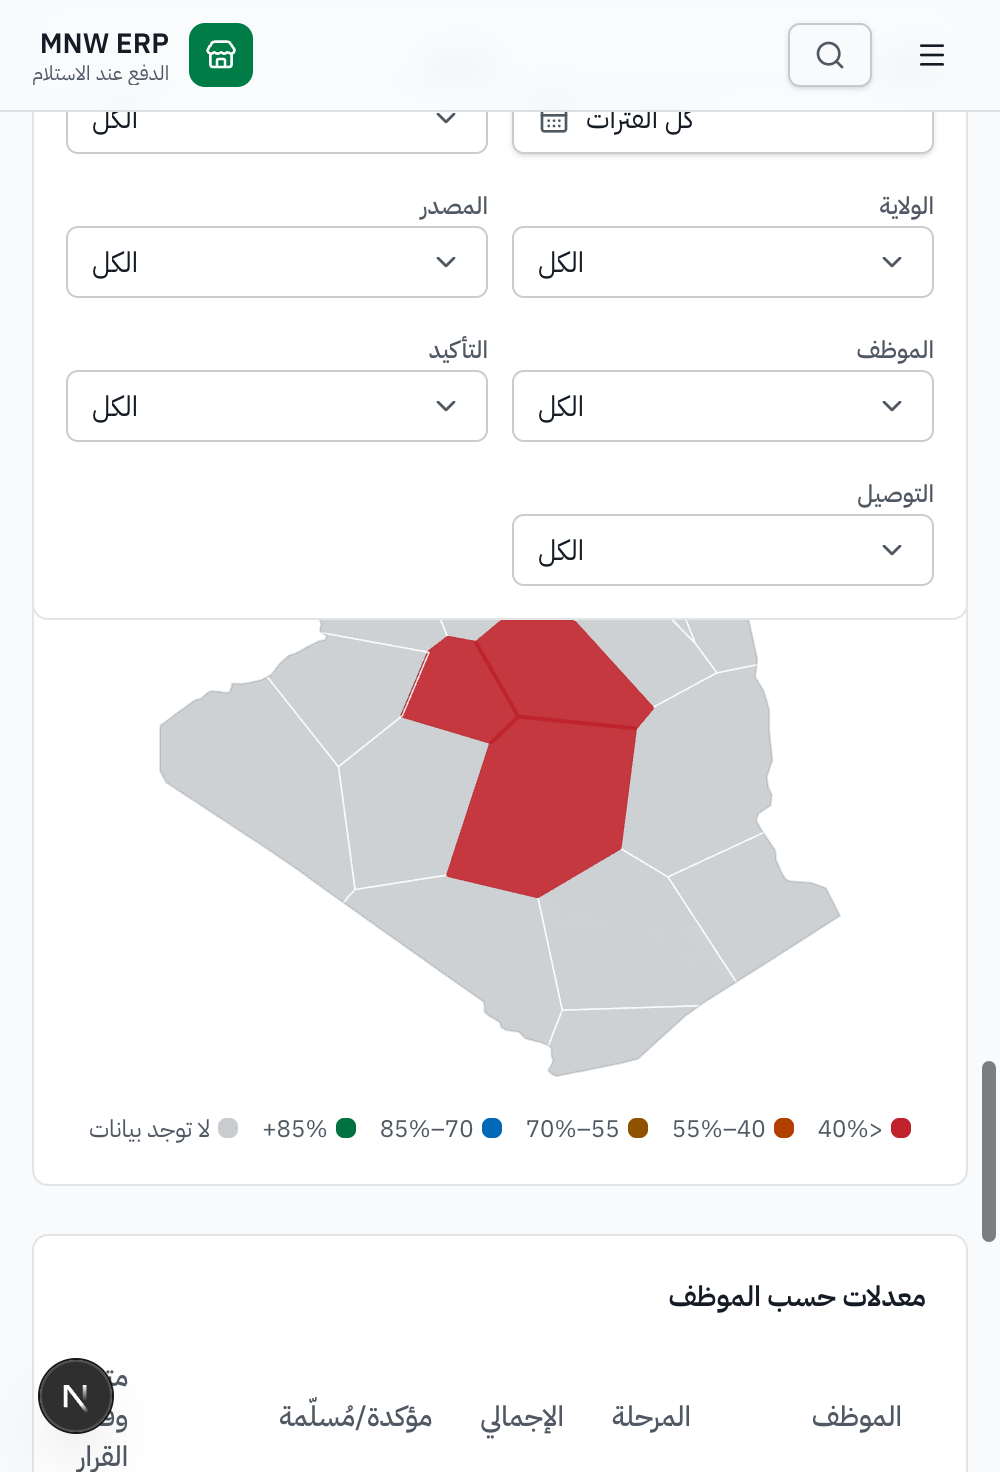 MNW ERP
الدفع عند الاستلام
كل الفترات
الكل
الولاية
المصدر
الكل
الكل
الموظف
التأكيد
الكل
الكل
التوصيل
الكل
<40%
40–55%
55–70%
70–85%
85%+
لا توجد بيانات
معدلات حسب الموظف
الموظف
المرحلة
الإجمالي
مؤكدة/مُسلّمة
القرار
N